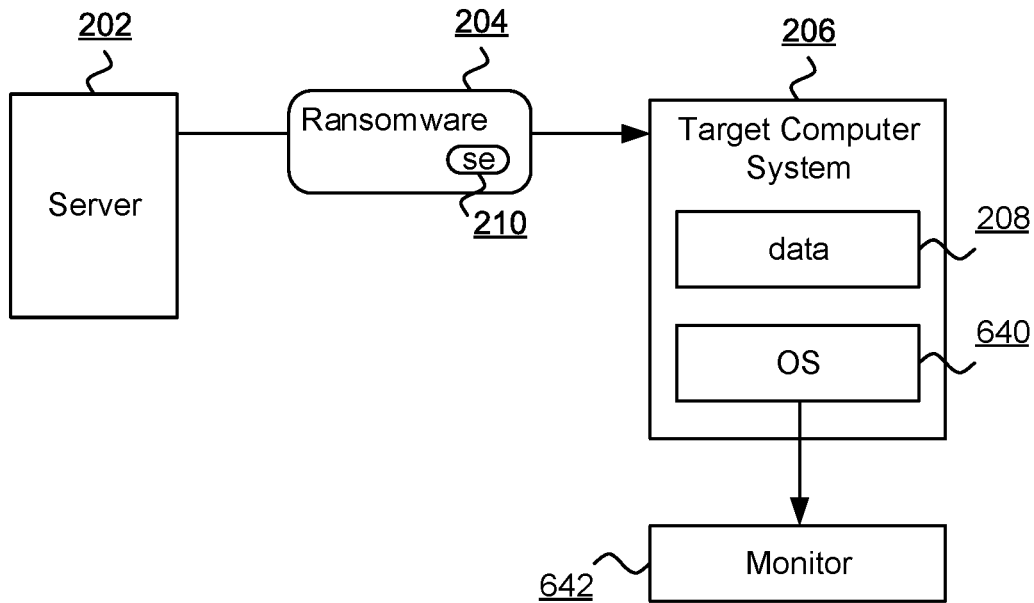 202
204
206
Server
Ransomware
se
210
Target Computer
System
data
208
OS
640
Monitor
642